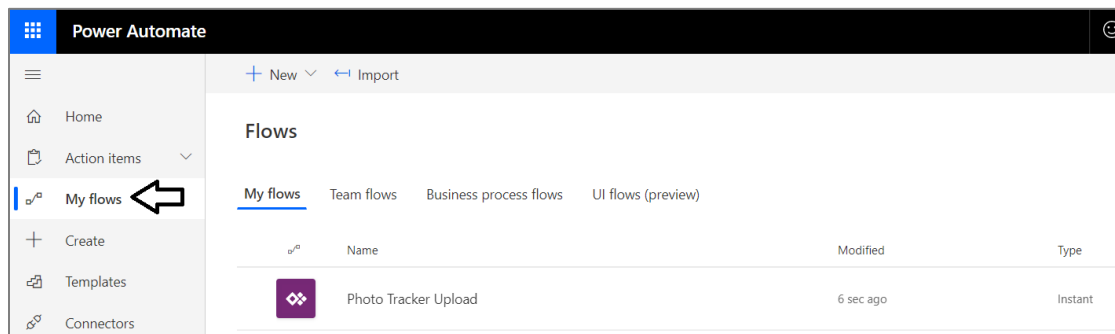 Power Automate
New Import
Home
Flows
Action items
My flows
My flows Team flows Business process flows UI flows (preview)
Create
Name Modified Type
Templates
Photo Tracker Upload 6 sec ago Instant
Connectors